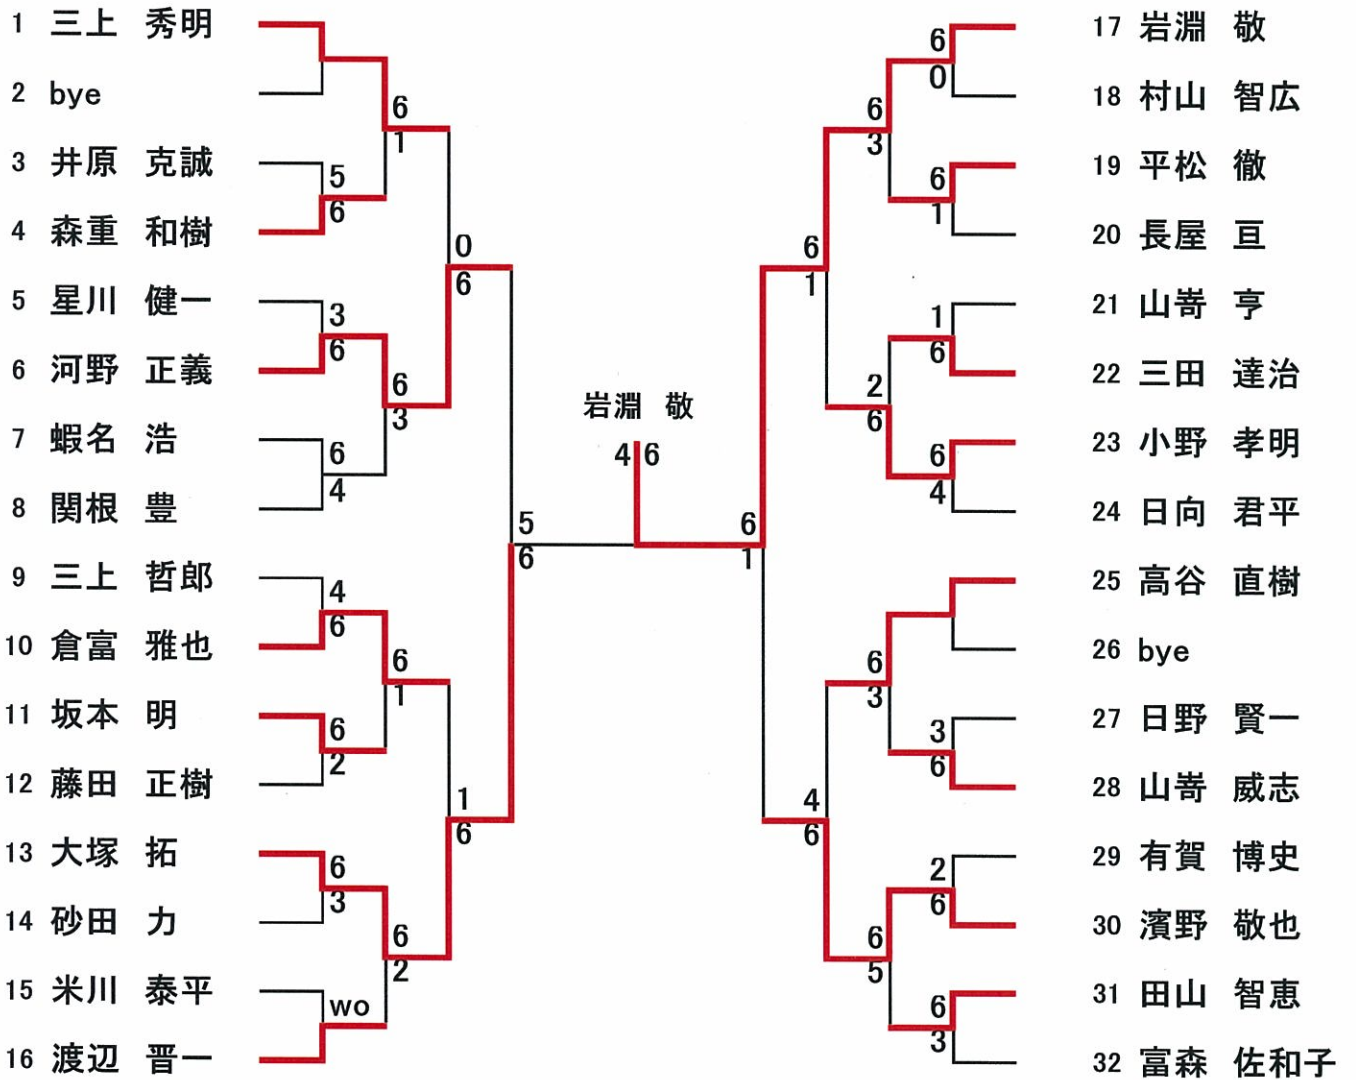 1 三上 秀明
2 bye
6
1
3 井原 克誠
5
6
4 森重 和樹
0
6
5 星川 健一
3
6
6 河野 正義
6
3
7 蝦名 浩
6
4
8 関根 豊
5
6
9 三上 哲郎
4
6
10 倉富 雅也
6
1
11 坂本 明
6
2
12 藤田 正樹
1
6
13 大塚 拓
6
3
14 砂田 力
6
2
15 米川 泰平
wo
16 渡辺 晋一
岩淵 敬
4 6
17 岩淵 敬
6
0
18 村山 智広
6
3
19 平松 徹
6
1
20 長屋 亘
6
1
21 山嵜 亨
1
6
22 三田 達治
2
6
23 小野 孝明
6
4
24 日向 君平
6
1
25 高谷 直樹
26 bye
6
3
27 日野 賢一
3
6
28 山嵜 威志
4
6
29 有賀 博史
2
6
30 濱野 敬也
6
5
31 田山 智恵
6
3
32 富森 佐和子